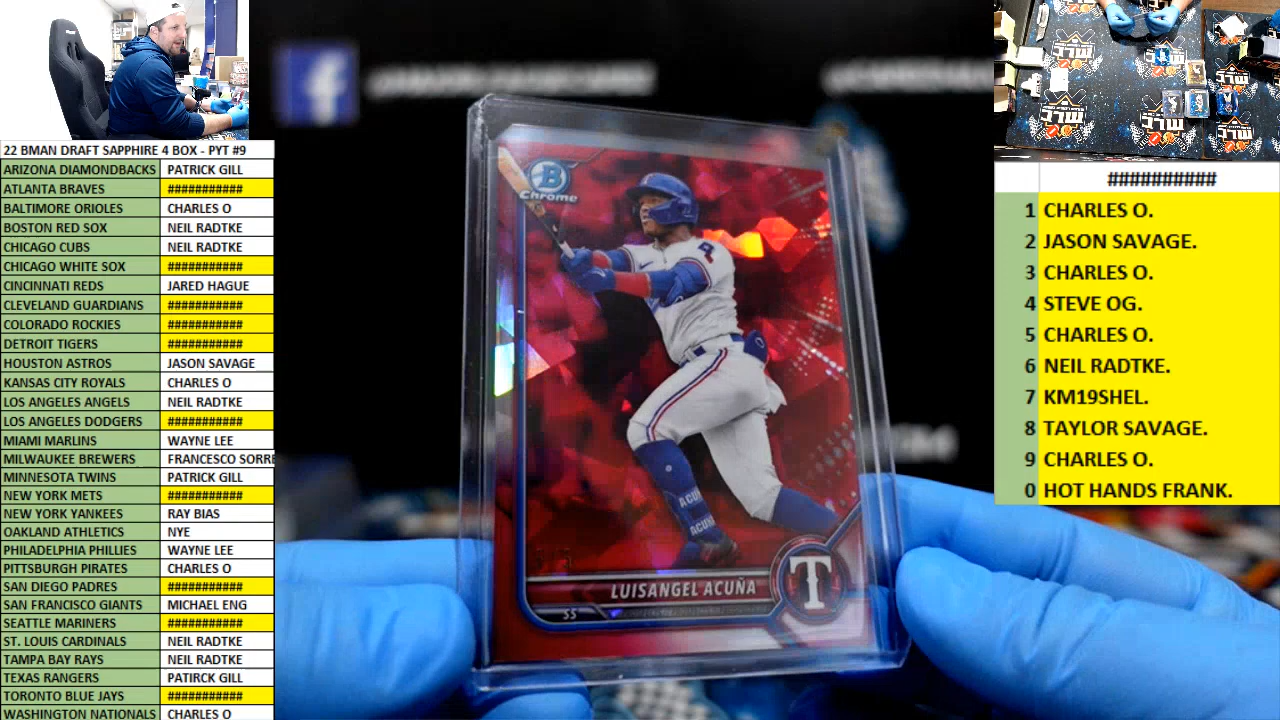 22 BMAN DRAFT SAPPHIRE 4 BOX - PYT #9
ARIZONA DIAMONDBACKS PATRICK GILL
ATLANTA BRAVES ###########
BALTIMORE ORIOLES CHARLES O
BOSTON RED SOX NEIL RADTKE
CHICAGO CUBS NEIL RADTKE
CHICAGO WHITE SOX ###########
CINCINNATI REDS JARED HAGUE
CLEVELAND GUARDIANS ###########
COLORADO ROCKIES ###########
DETROIT TIGERS ###########
HOUSTON ASTROS JASON SAVAGE
KANSAS CITY ROYALS CHARLES O
LOS ANGELES ANGELS NEIL RADTKE
LOS ANGELES DODGERS ###########
MIAMI MARLINS WAYNE LEE
MILWAUKEE BREWERS FRANCESCO SORRE
MINNESOTA TWINS PATRICK GILL
NEW YORK METS ###########
NEW YORK YANKEES RAY BIAS
OAKLAND ATHLETICS NYE
PHILADELPHIA PHILLIES WAYNE LEE
PITTSBURGH PIRATES CHARLES O
SAN DIEGO PADRES ###########
SAN FRANCISCO GIANTS MICHAEL ENG
SEATTLE MARINERS ###########
ST. LOUIS CARDINALS NEIL RADTKE
TAMPA BAY RAYS NEIL RADTKE
TEXAS RANGERS PATIRCK GILL
TORONTO BLUE JAYS ###########
WASHINGTON NATIONALS CHARLES O
B
Chrome
ACUÑA
LUISANGEL ACUÑA
SS
T
MLC
###########
1 CHARLES O.
2 JASON SAVAGE.
3 CHARLES O.
4 STEVE OG.
5 CHARLES O.
6 NEIL RADTKE.
7 KM19SHEL.
8 TAYLOR SAVAGE.
9 CHARLES O.
0 HOT HANDS FRANK.